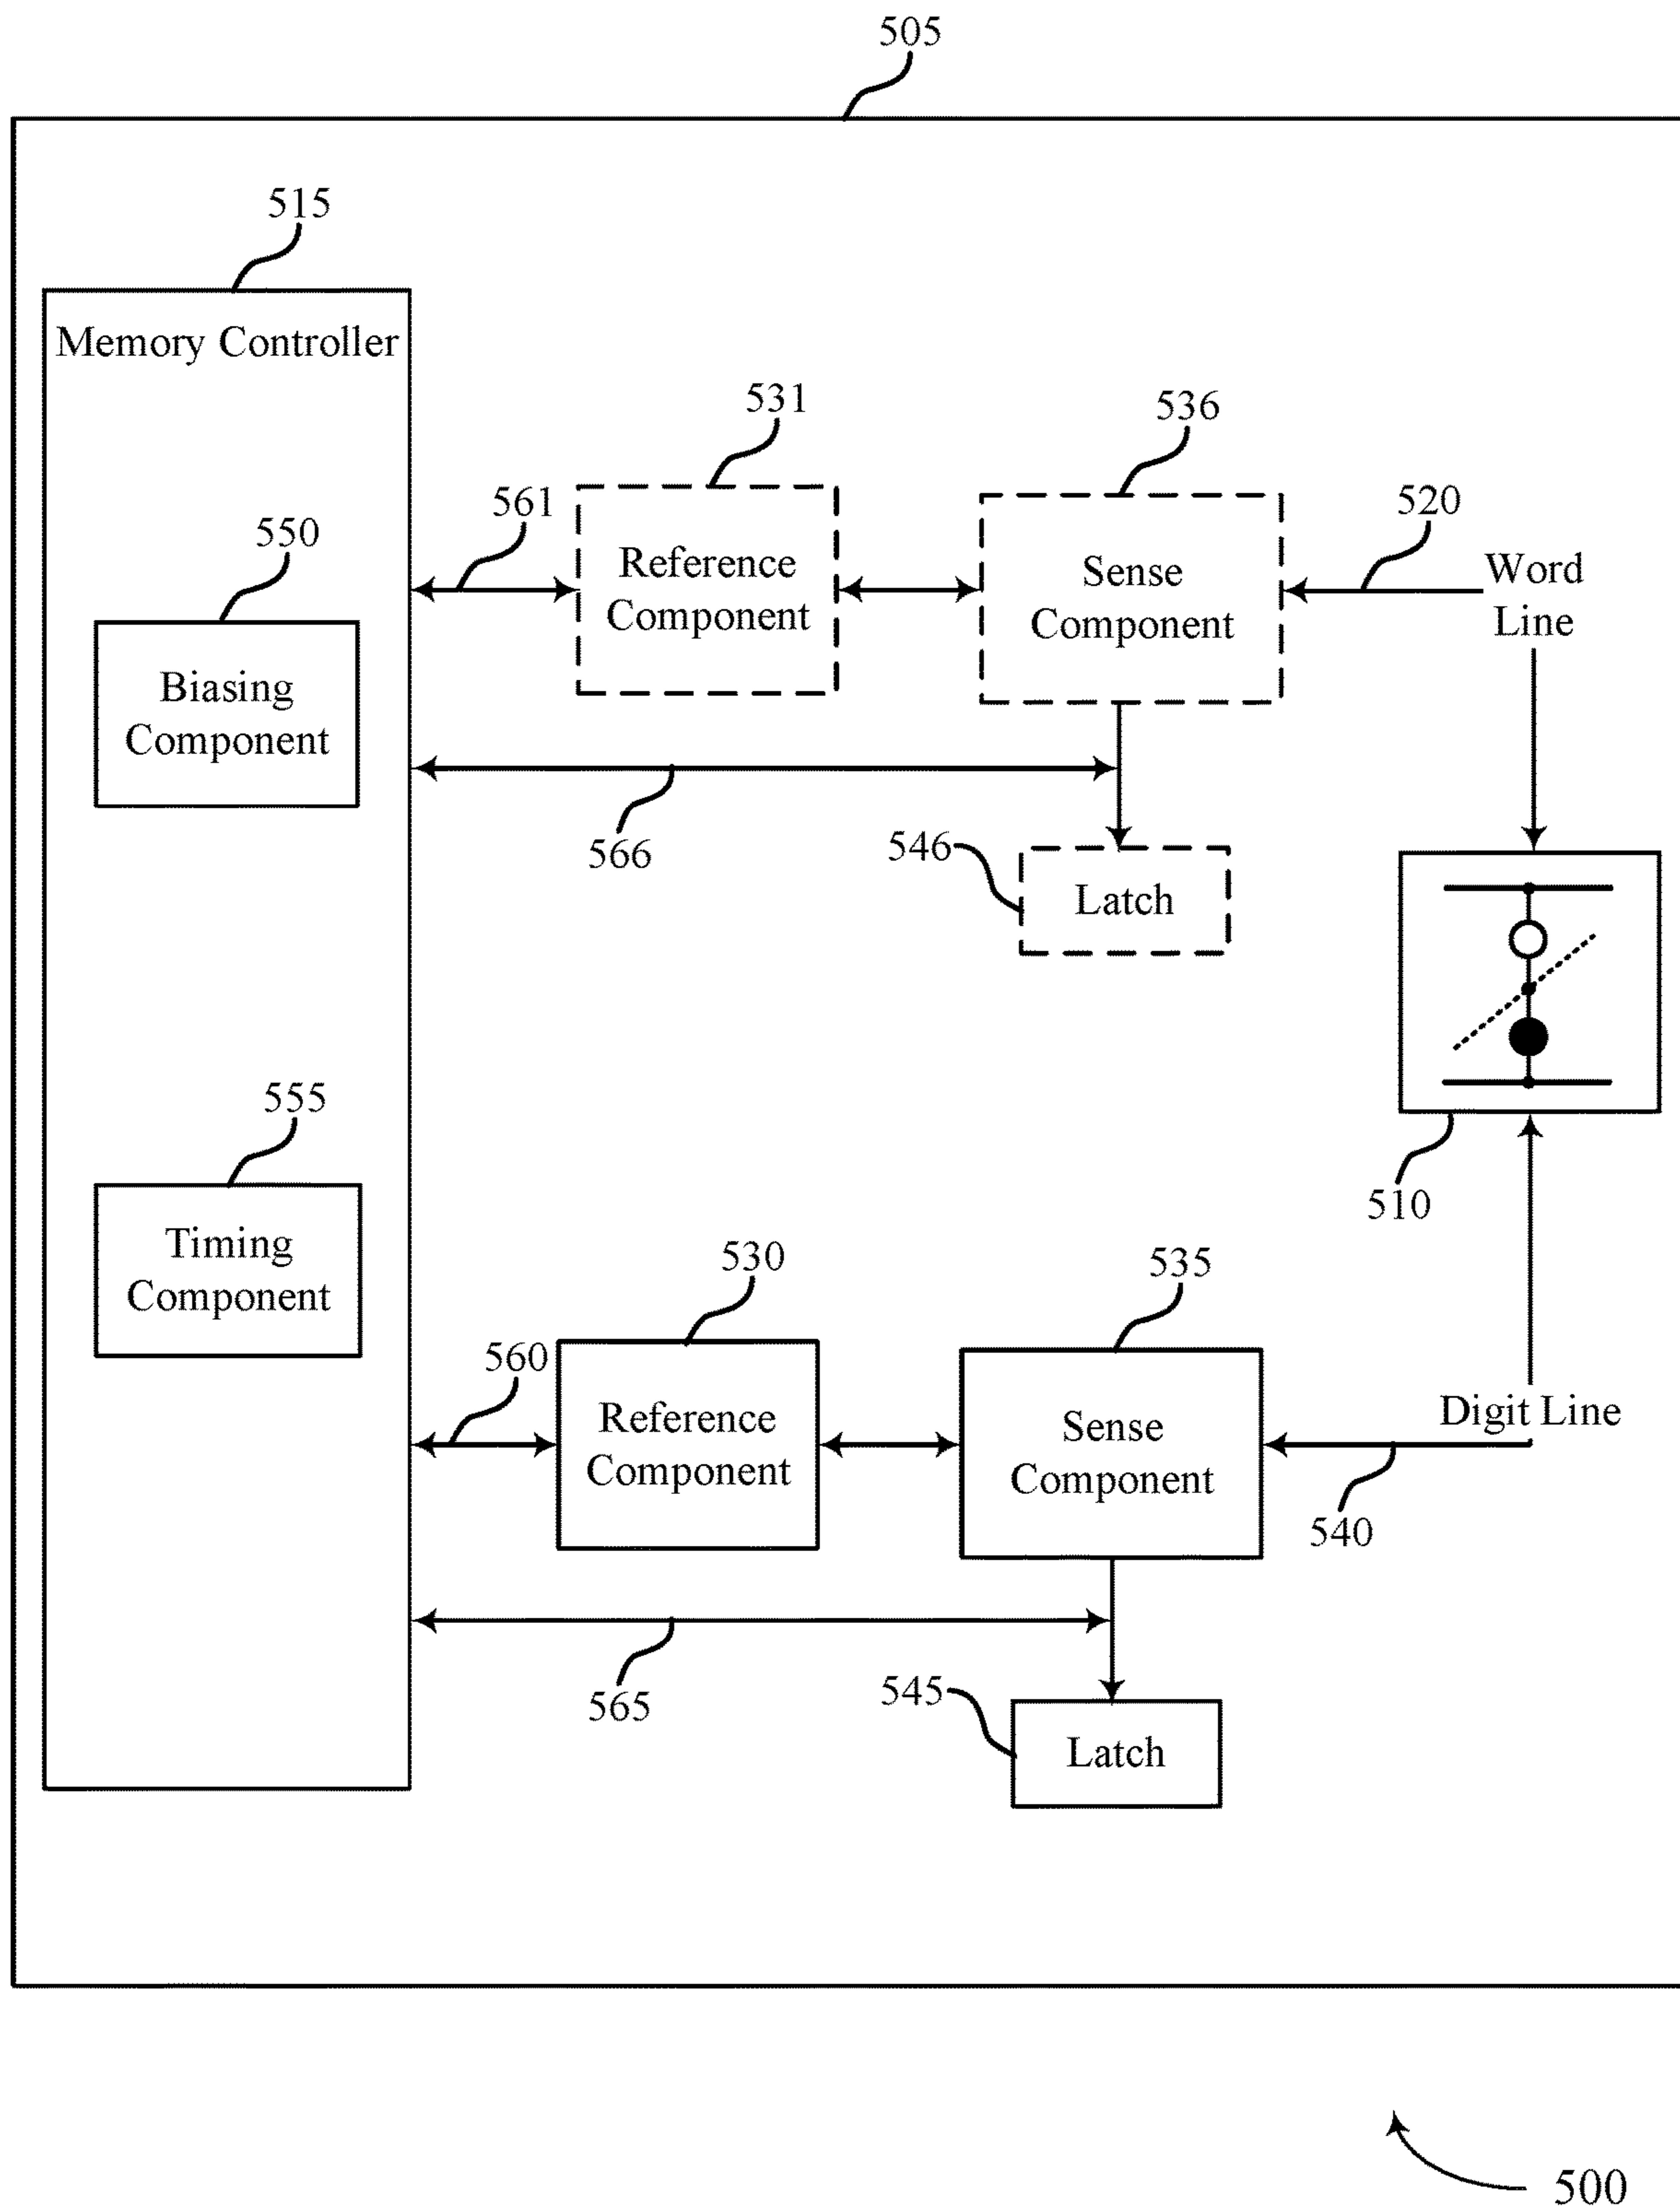 505
515
Memory Controller
531
536
561
520
550
Reference
Component
Sense
Component
Word
Line
Biasing
Component
566
546
Latch
555
510
Timing
Component
530
535
560
Reference
Component
Sense
Component
Digit Line
540
565
545
Latch
500